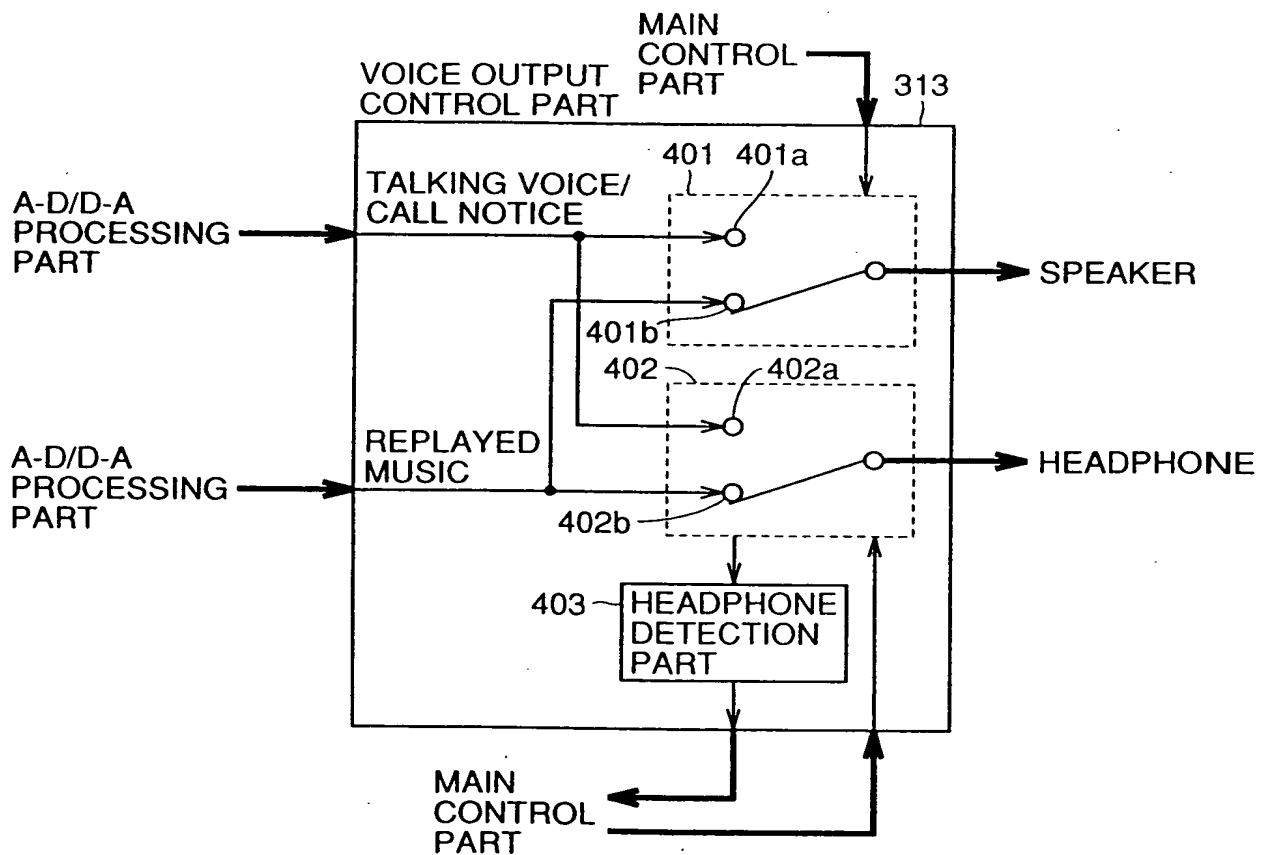 MAIN
CONTROL
PART
VOICE OUTPUT
CONTROL PART
313
401
401a
TALKING VOICE/
CALL NOTICE
A-D/D-A
PROCESSING
PART
SPEAKER
401b
402
402a
REPLAYED
MUSIC
A-D/D-A
PROCESSING
PART
HEADPHONE
402b
403
HEADPHONE
DETECTION
PART
MAIN
CONTROL
PART